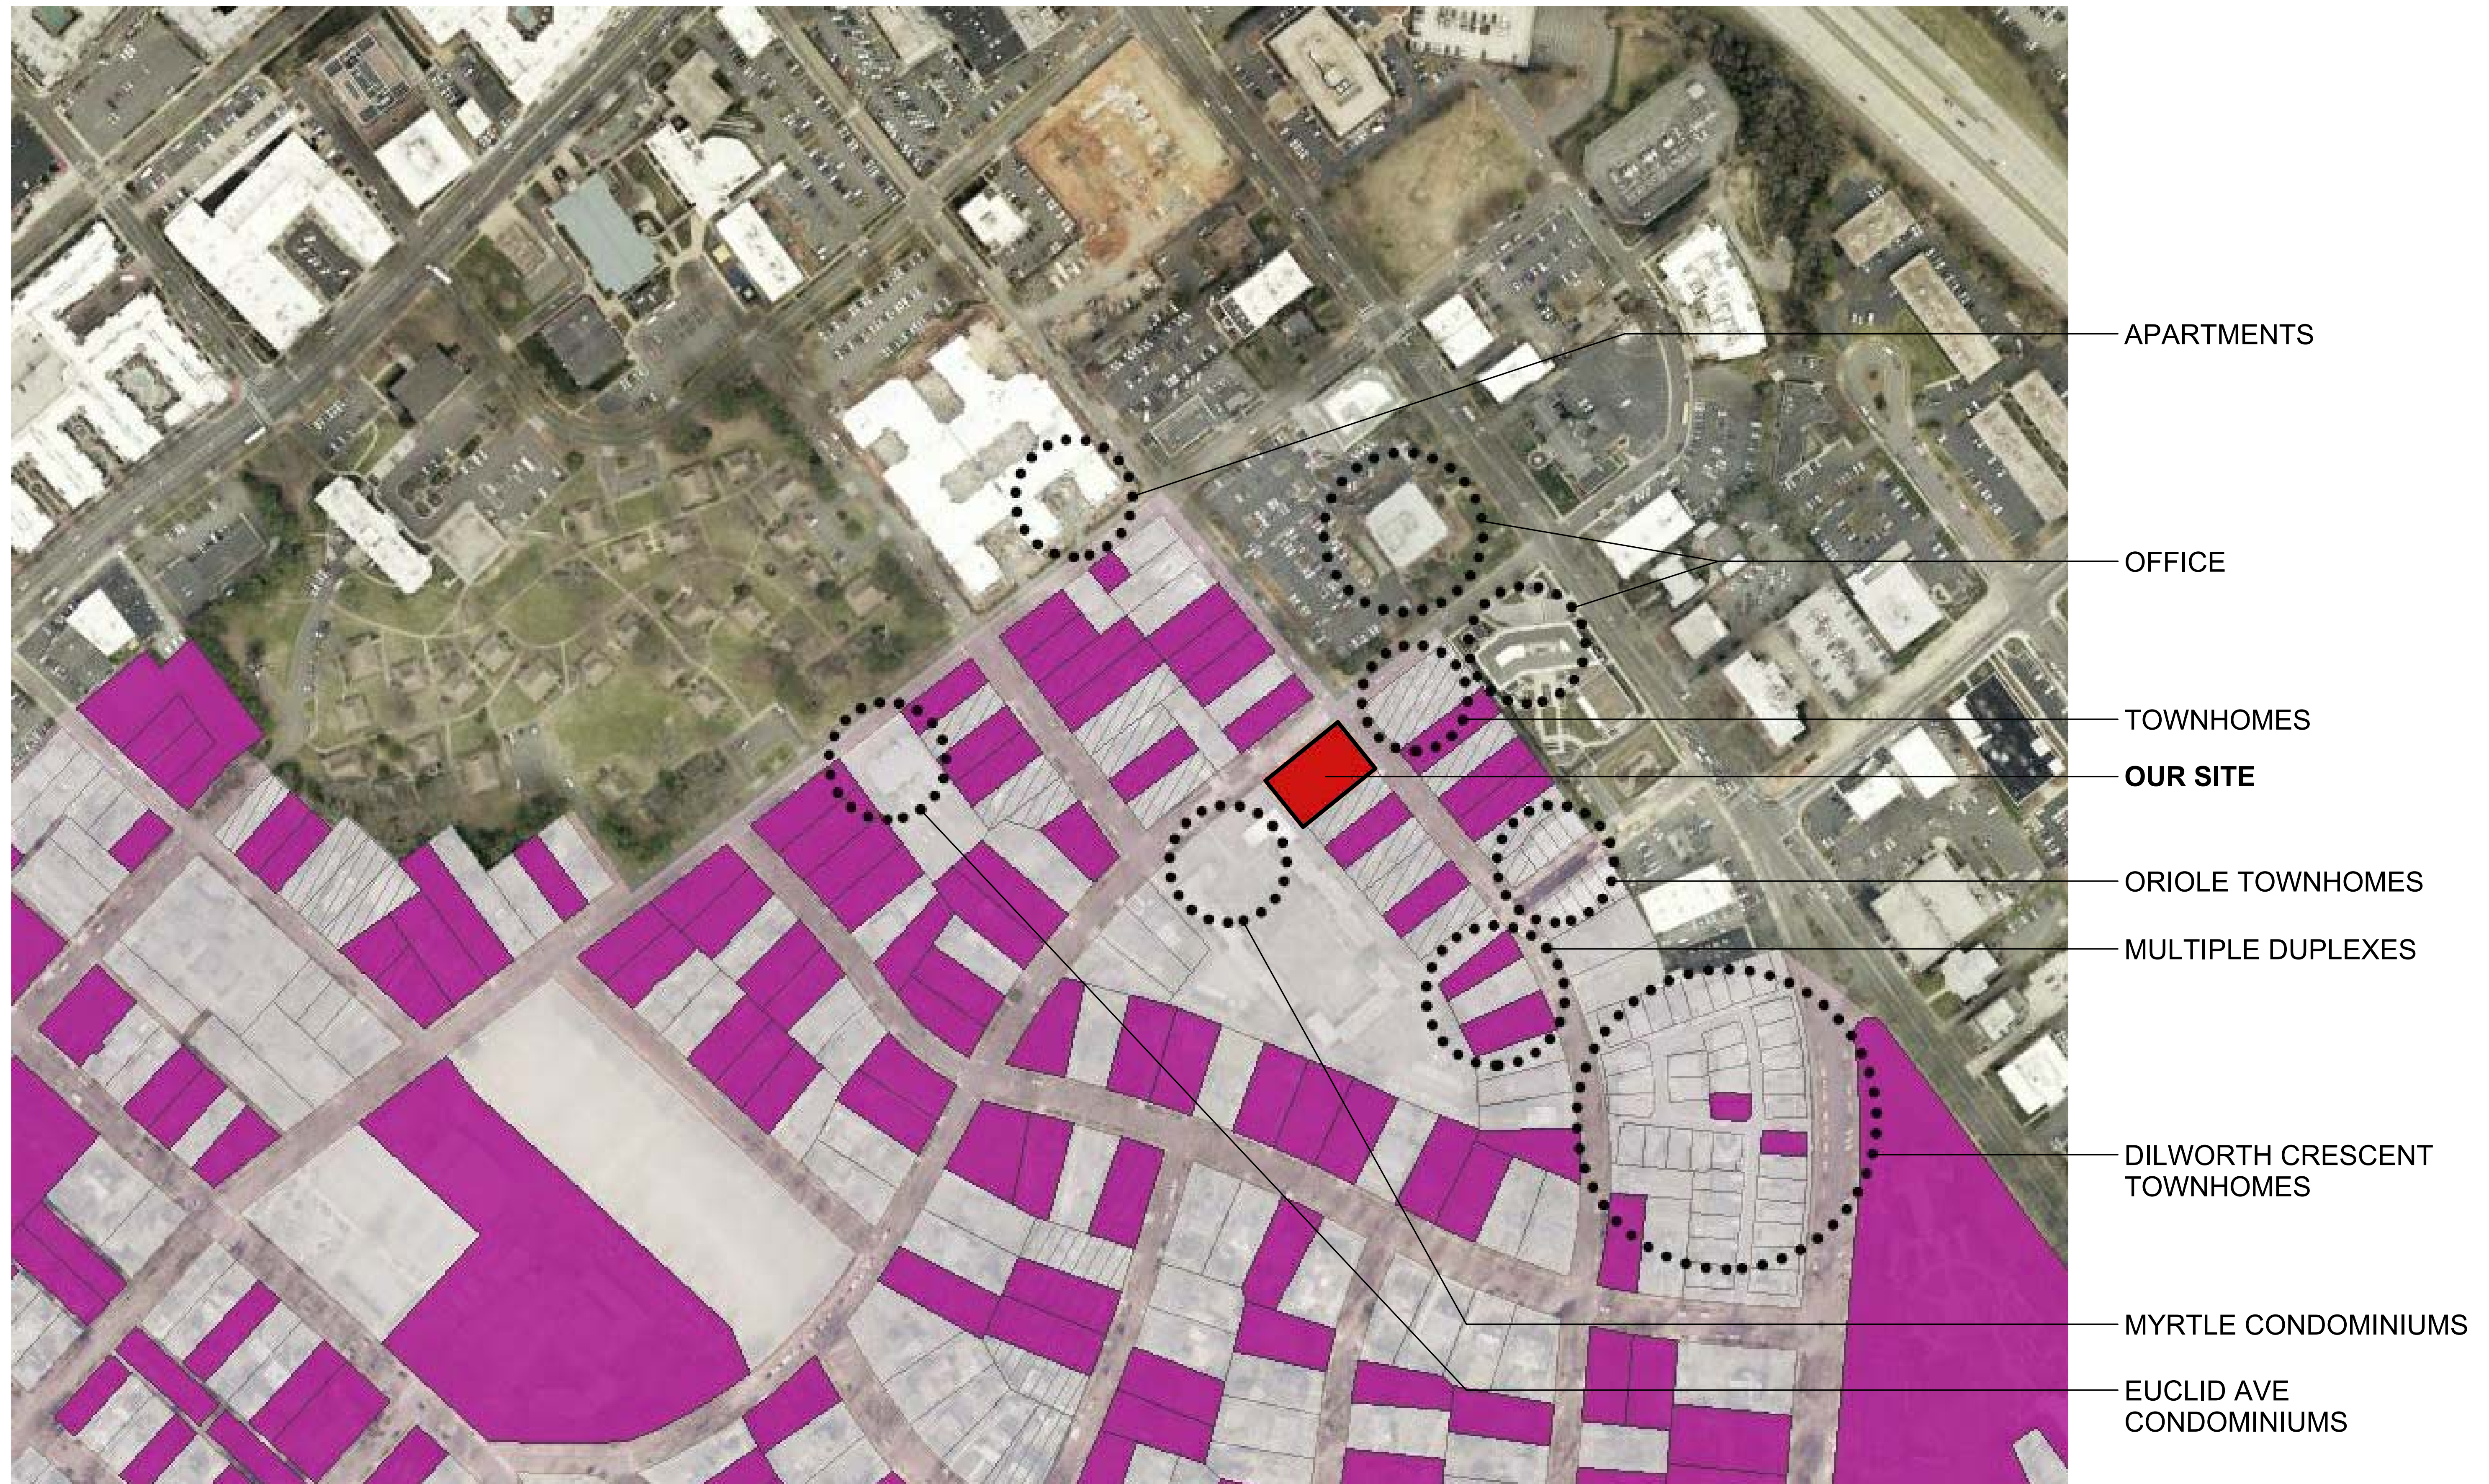 APARTMENTS
OFFICE
TOWNHOMES
OUR SITE
ORIOLE TOWNHOMES
MULTIPLE DUPLEXES
DILWORTH CRESCENT
TOWNHOMES
MYRTLE CONDOMINIUMS
EUCLID AVE
CONDOMINIUMS